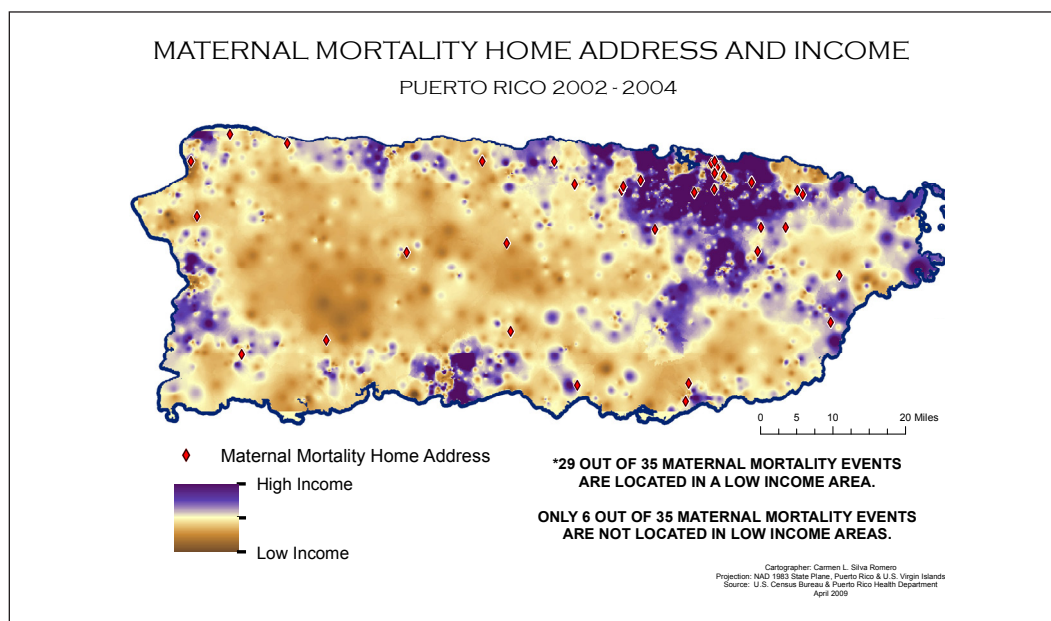 MATERNAL MORTALITY HOME ADDRESS AND INCOME
PUERTO RICO 2002 - 2004
0 5 10 20 Miles
Maternal Mortality Home Address
High Income
Low Income
*29 OUT OF 35 MATERNAL MORTALITY EVENTS
ARE LOCATED IN A LOW INCOME AREA.
ONLY 6 OUT OF 35 MATERNAL MORTALITY EVENTS
ARE NOT LOCATED IN LOW INCOME AREAS.
Cartographer: Carmen L. Silva Romero
Projection: NAD 1983 State Plane, Puerto Rico & U.S. Virgin Islands
Source: U.S. Census Bureau & Puerto Rico Health Department
April 2009